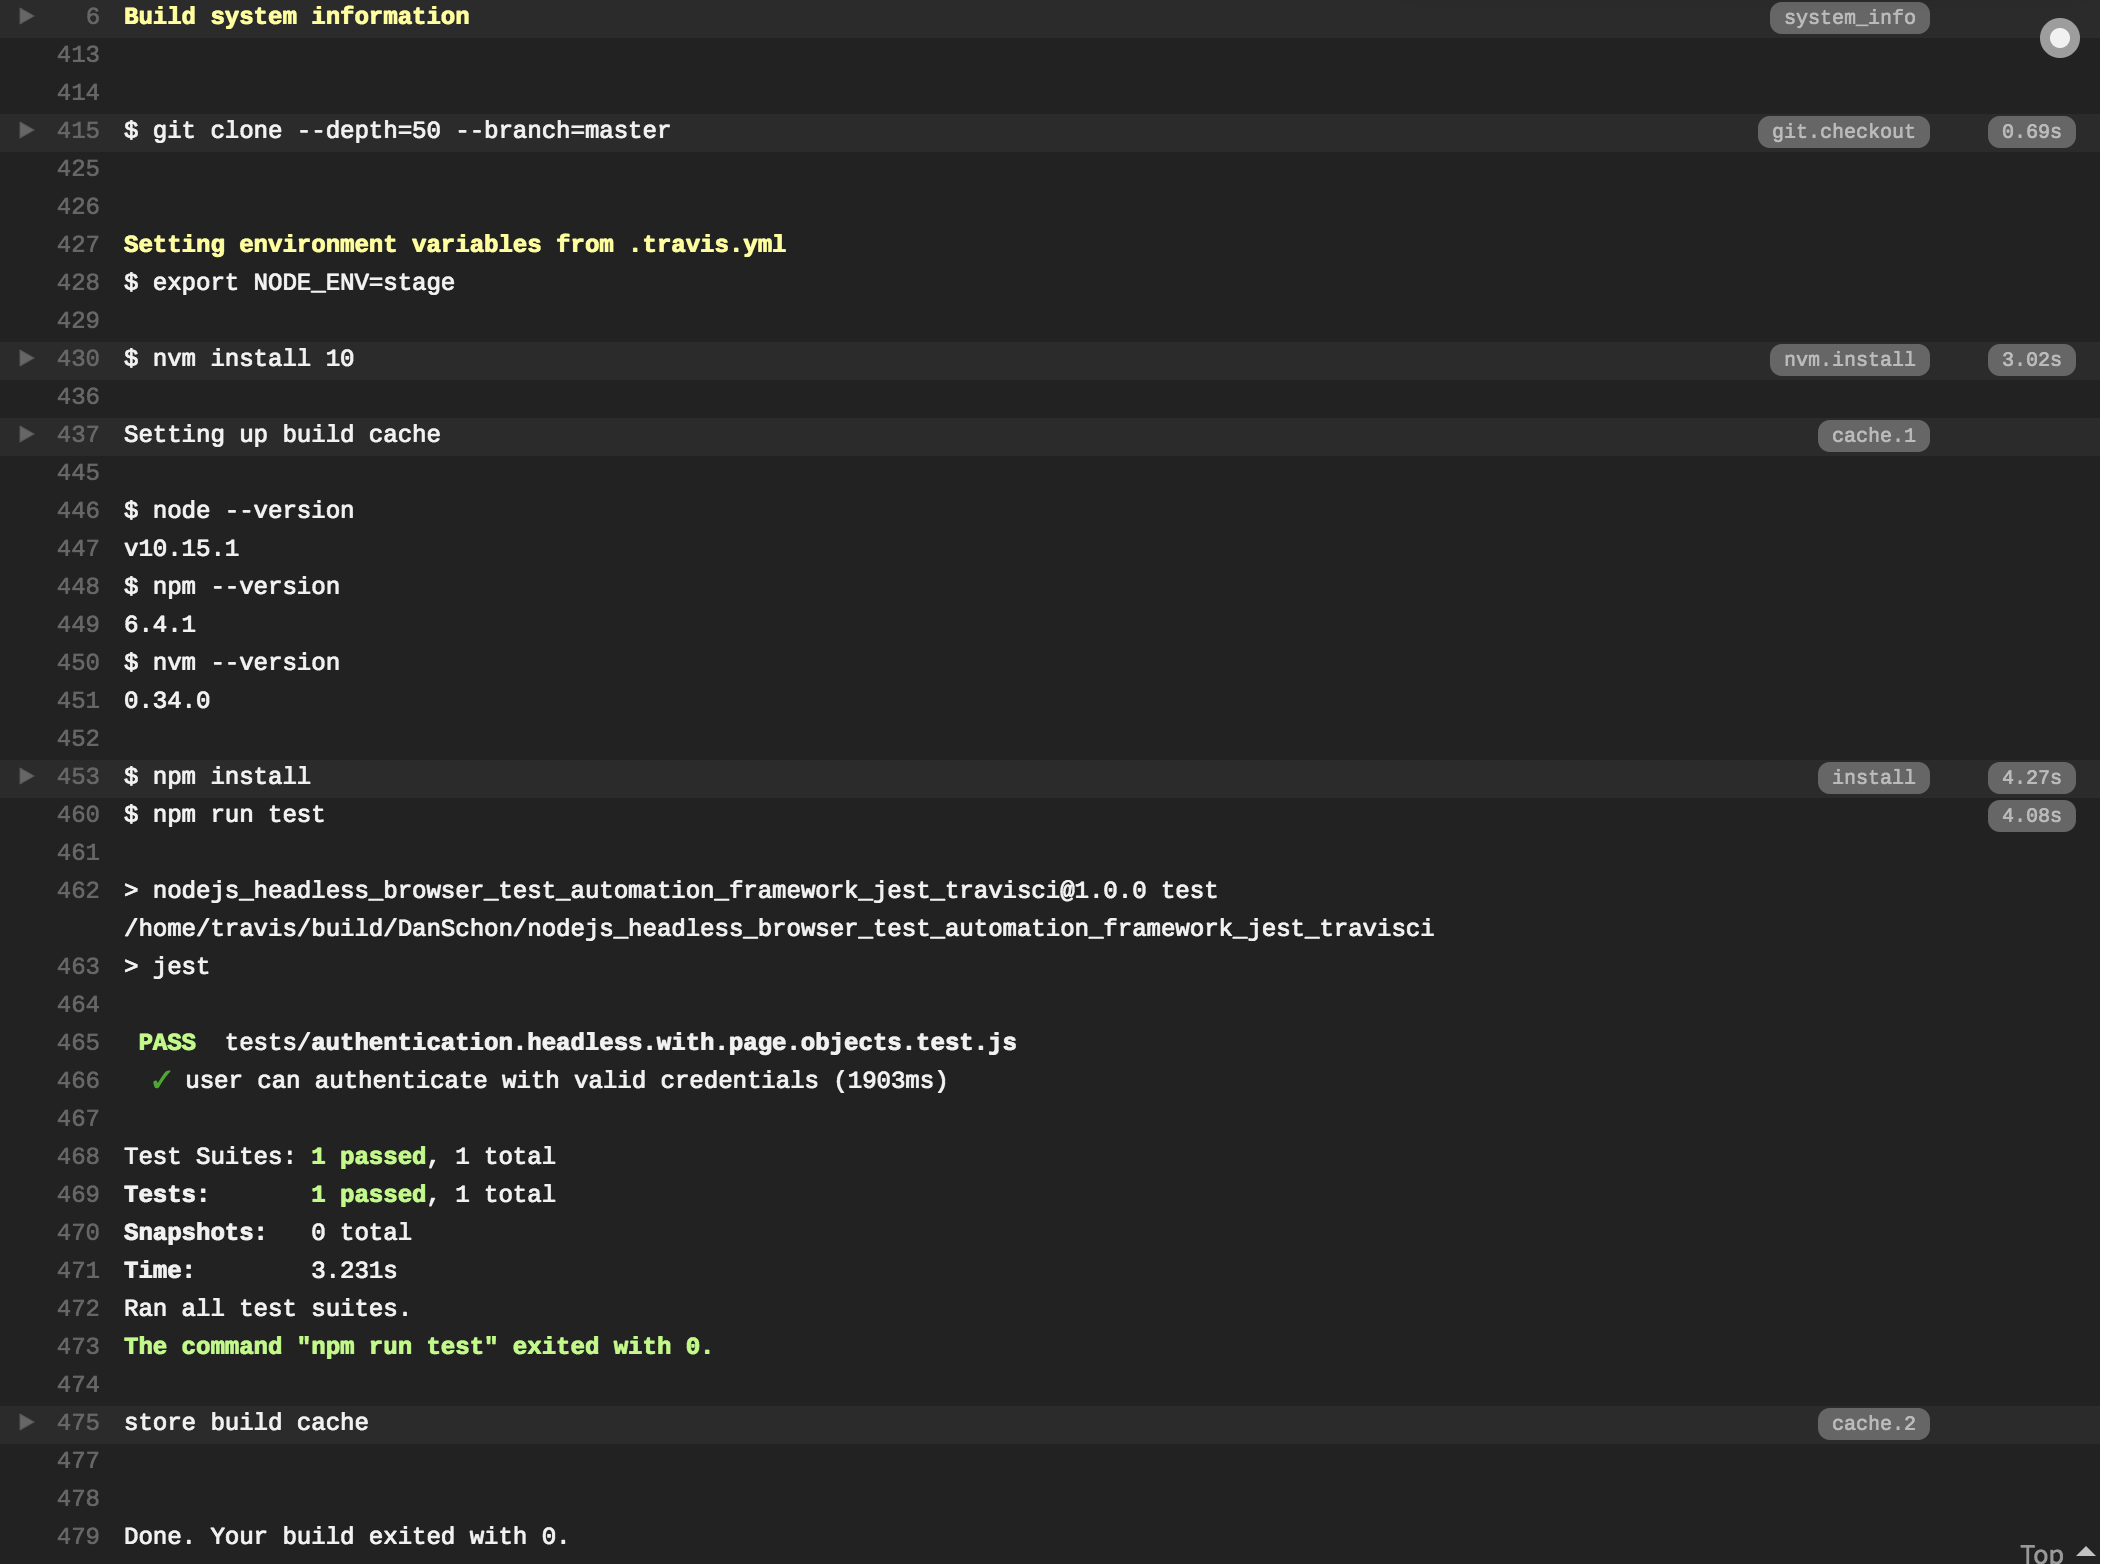 6 Build system information system_info
413
414
415 $ git clone --depth=50 --branch=master git.checkout 0.69s
425
426
427 Setting environment variables from .travis.yml
428 $ export NODE_ENV=stage
429
430 $ nvm install 10 nvm.install 3.02s
436
437 Setting up build cache cache.1
445
446 $ node --version
447 v10.15.1
448 $ npm --version
449 6.4.1
450 $ nvm --version
451 0.34.0
452
453 $ npm install install 4.27s
460 $ npm run test 4.08s
461
462 > nodejs_headless_browser_test_automation_framework_jest_travisci@1.0.0 test
/home/travis/build/DanSchon/nodejs_headless_browser_test_automation_framework_jest_travisci
463 > jest
464
465 PASS tests/authentication.headless.with.page.objects.test.js
466 ✓ user can authenticate with valid credentials (1903ms)
467
468 Test Suites: 1 passed, 1 total
469 Tests: 1 passed, 1 total
470 Snapshots: 0 total
471 Time: 3.231s
472 Ran all test suites.
473 The command "npm run test" exited with 0.
474
475 store build cache cache.2
477
478
479 Done. Your build exited with 0.
Top